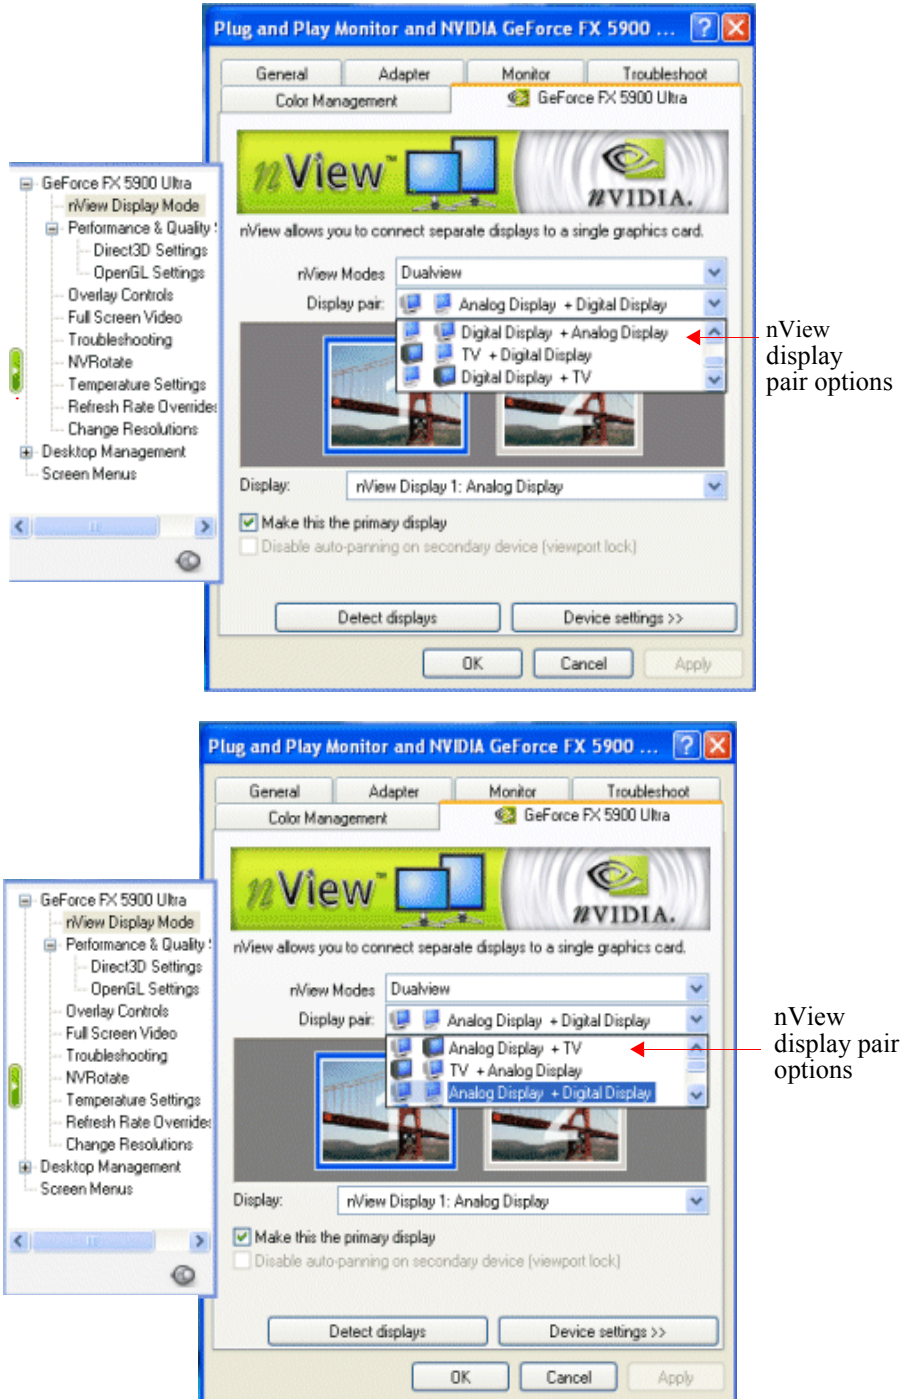 Plug and Play Monitor and NVIDIA GeForce FX 5900 ...
General Adapter Monitor Troubleshoot
Color Management GeForce FX 5900 Ultra
nView™ NVIDIA.
nView allows you to connect separate displays to a single graphics card.
nView Modes Dualview
Display pair: Analog Display + Digital Display
Digital Display + Analog Display
TV + Digital Display
Digital Display + TV
1 2
Display: nView Display 1: Analog Display
Make this the primary display
Disable auto-panning on secondary device (viewport lock)
Detect displays Device settings >>
OK Cancel Apply
GeForce FX 5900 Ultra
nView Display Mode
Performance & Quality
Direct3D Settings
OpenGL Settings
Overlay Controls
Full Screen Video
Troubleshooting
NVRotate
Temperature Settings
Refresh Rate Overrides
Change Resolutions
Desktop Management
Screen Menus
nView
display
pair options
Plug and Play Monitor and NVIDIA GeForce FX 5900 ...
General Adapter Monitor Troubleshoot
Color Management GeForce FX 5900 Ultra
nView™ NVIDIA.
nView allows you to connect separate displays to a single graphics card.
nView Modes Dualview
Display pair: Analog Display + Digital Display
Analog Display + TV
TV + Analog Display
Analog Display + Digital Display
Display: nView Display 1: Analog Display
Make this the primary display
Disable auto-panning on secondary device (viewport lock)
Detect displays Device settings >>
OK Cancel Apply
GeForce FX 5900 Ultra
nView Display Mode
Performance & Quality
Direct3D Settings
OpenGL Settings
Overlay Controls
Full Screen Video
Troubleshooting
NVRotate
Temperature Settings
Refresh Rate Overrides
Change Resolutions
Desktop Management
Screen Menus
nView
display pair
options